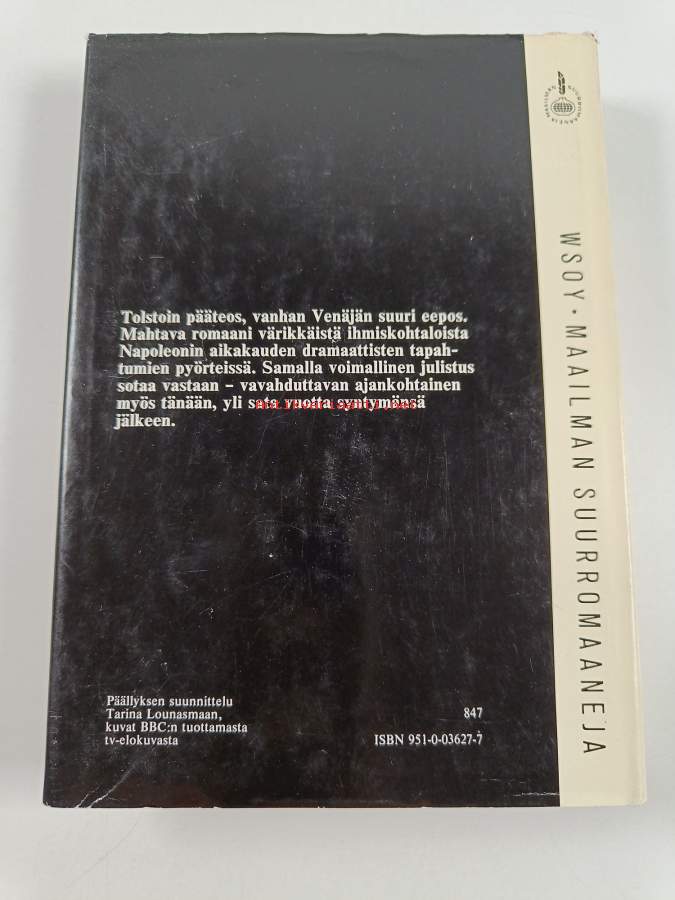 Tolstoin pääteos, vanhan Venäjän suuri eepos.
Mahtava romaani värikkäistä ihmiskohtaloista
Napoleonin aikakauden dramaattisten tapah-
tumien pyörteissä. Samalla voimallinen julistus
sotaa vastaan – vavahduttavan ajankohtainen
myös tänään, yli sata vuotta syntymänsä
jälkeen.
Päällyksen suunnittelu
Tarina Lounasmaan,
kuvat BBC:n tuottamasta
tv-elokuvasta
847
ISBN 951-0-03627-7
MAAILMAN SUURROMAANEJA
WSOY • MAAILMAN SUURROMAANEJA